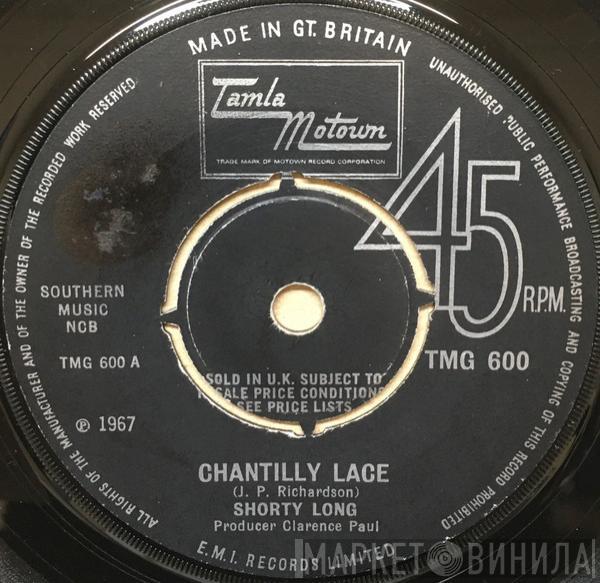 MADE IN GT. BRITAIN
UNAUTHORISED PUBLIC PERFORMANCE BROADCASTING AND COPYING OF THIS RECORD PROHIBITED
ALL RIGHTS OF THE MANUFACTURER AND OF THE OWNER OF THE RECORDED WORK RESERVED
Tamla
Motown
TRADE MARK OF MOTOWN RECORD CORPORATION
45
R.P.M.
SOUTHERN
MUSIC
NCB
TMG 600 A
TMG 600
℗ 1967
SOLD IN U.K. SUBJECT TO
RESALE PRICE CONDITIONS
SEE PRICE LISTS
CHANTILLY LACE
(J. P. Richardson)
SHORTY LONG
Producer Clarence Paul
E.M.I. RECORDS LIMITED
МАРКЕТ ВИНИЛА